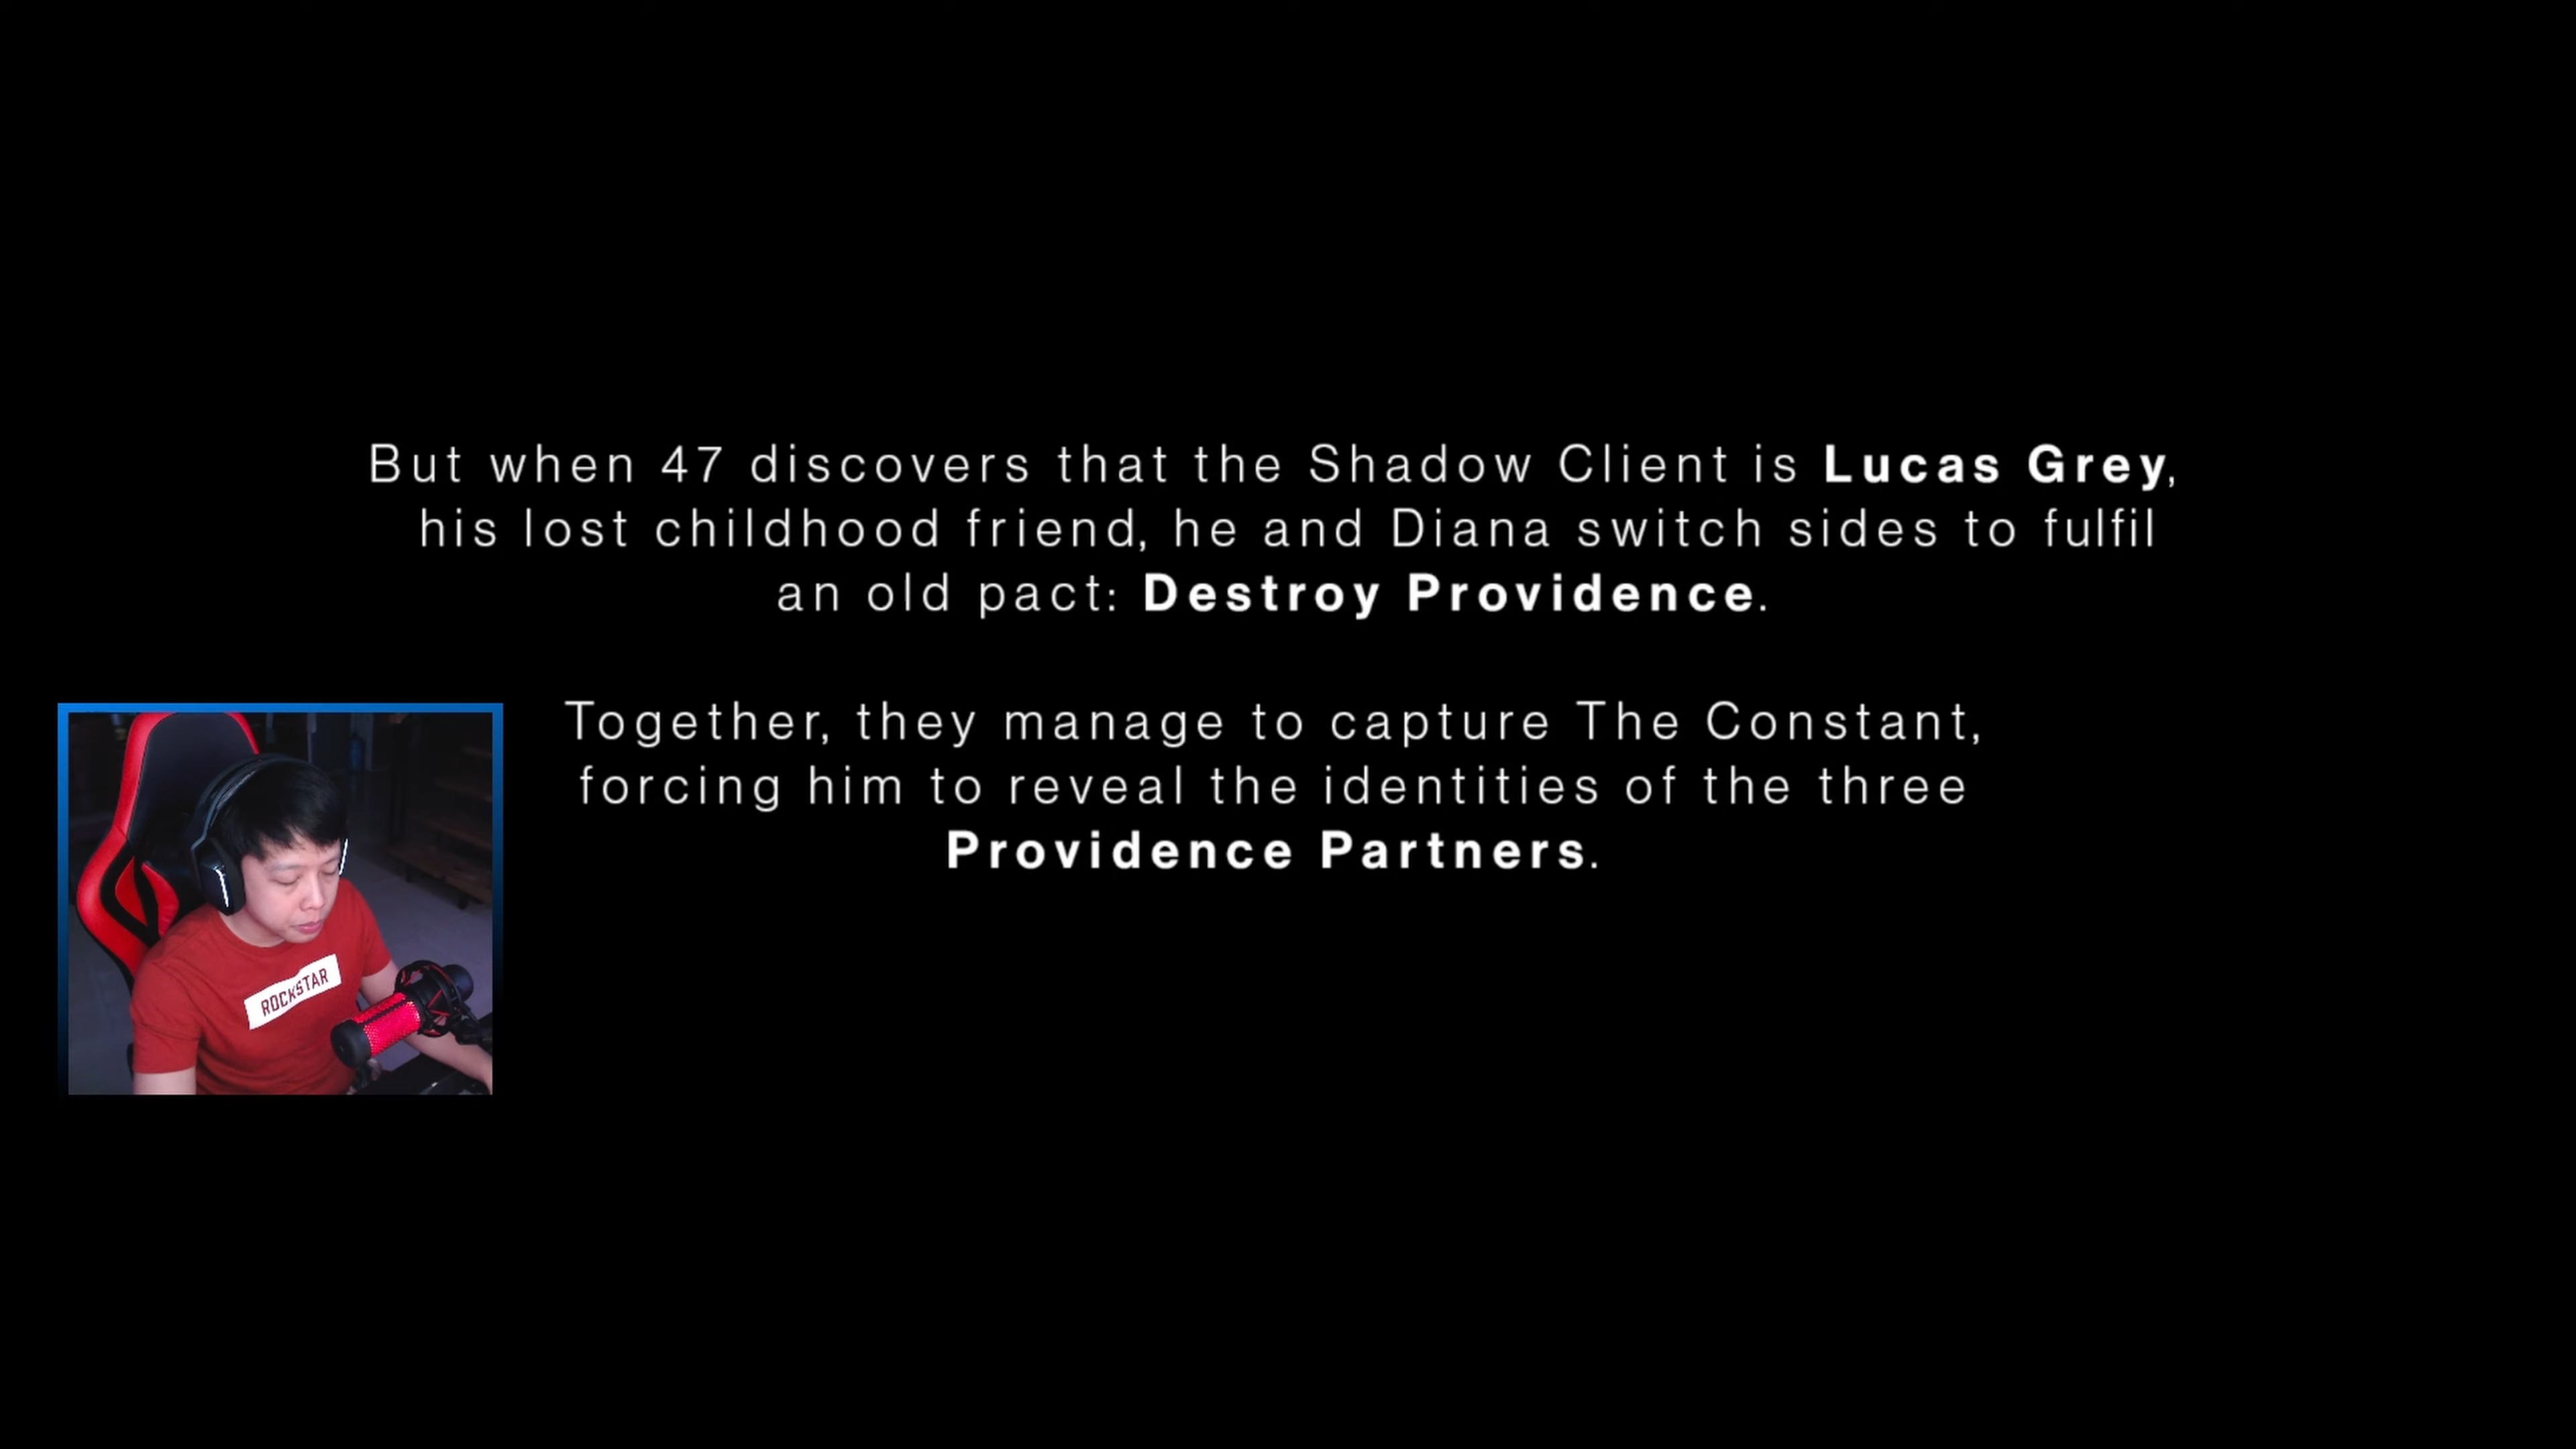 But when 47 discovers that the Shadow Client is Lucas Grey,
his lost childhood friend, he and Diana switch sides to fulfil
an old pact: Destroy Providence.
Together, they manage to capture The Constant,
forcing him to reveal the identities of the three
Providence Partners.
ROCKSTAR